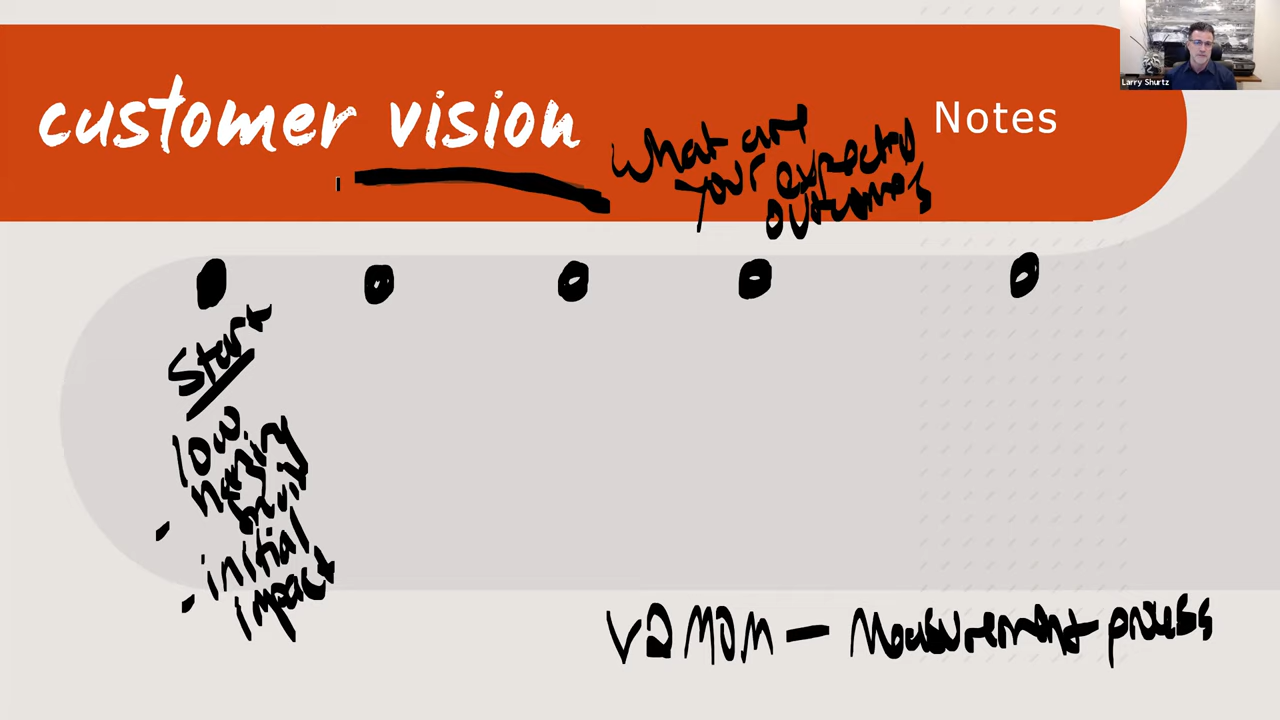 Larry Shurtz
customer vision
Notes
What are
your expected
outcomes
Start
low
hanging
fruit
- initial
impact
V2MOM — Measurement process